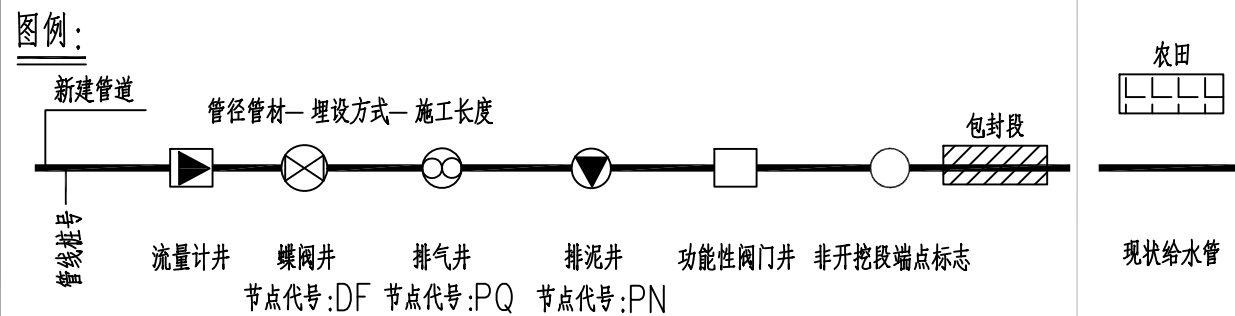 图例:
新建管道
管径管材—埋设方式—施工长度
包封段
农田
管线桩号
流量计井
蝶阀井
排气井
排泥井
功能性阀门井
非开挖段端点标志
现状给水管
节点代号:DF
节点代号:PQ
节点代号:PN